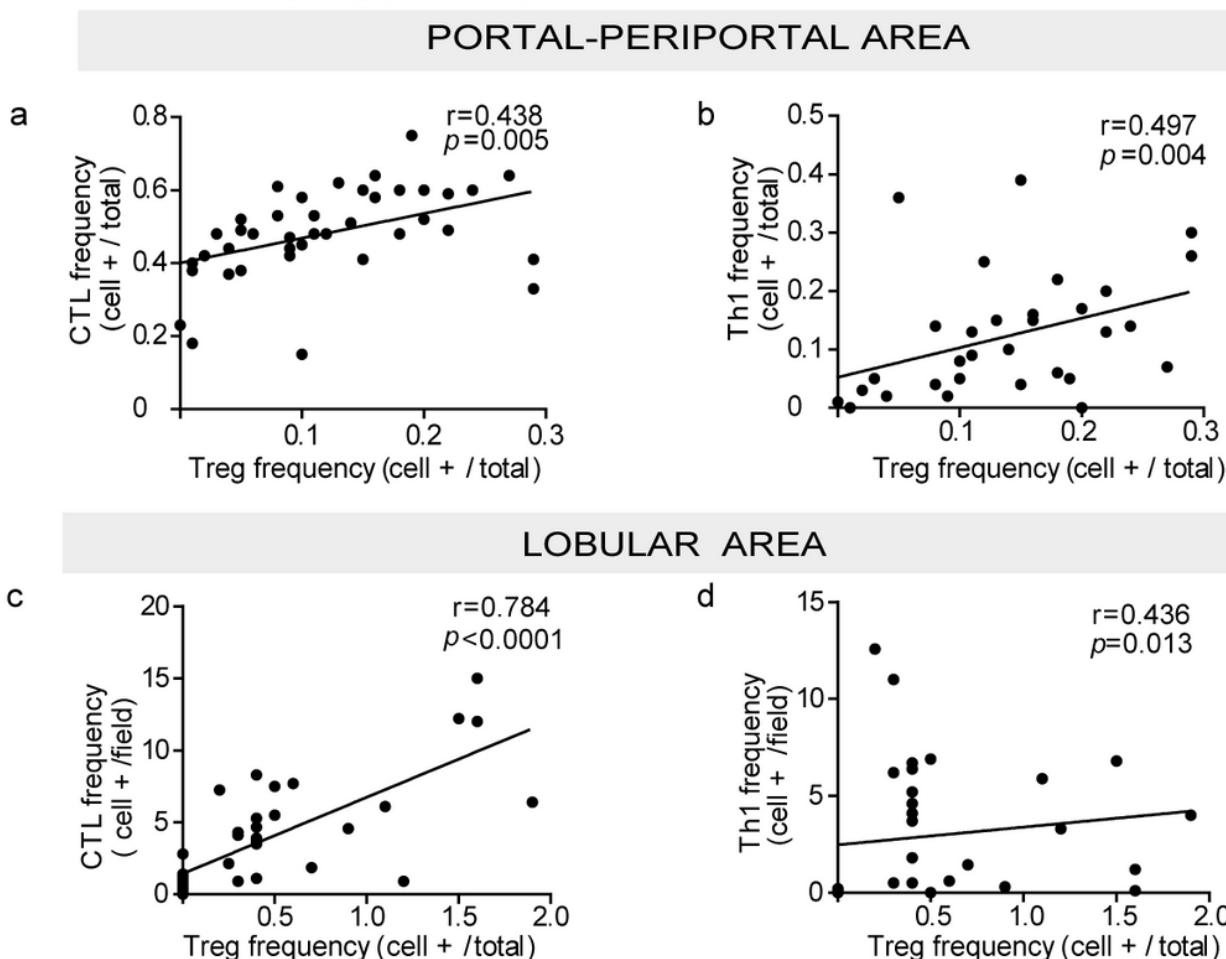 PORTAL-PERIPORTAL AREA
a
r=0.438
p=0.005
CTL frequency
(cell + / total)
0.8
0.6
0.4
0.2
0
0.1
0.2
0.3
Treg frequency (cell + / total)
b
r=0.497
p=0.004
Th1 frequency
(cell + /total)
0.5
0.4
0.3
0.2
0.1
0
0.1
0.2
0.3
Treg frequency (cell + / total)
LOBULAR AREA
c
r=0.784
p<0.0001
CTL frequency
( cell + /field)
20
15
10
5
0
0.5
1.0
1.5
2.0
Treg frequency (cell + / total)
d
r=0.436
p=0.013
Th1 frequency
(cell + /field)
15
10
5
0
0.5
1.0
1.5
2.0
Treg frequency (cell + / total)